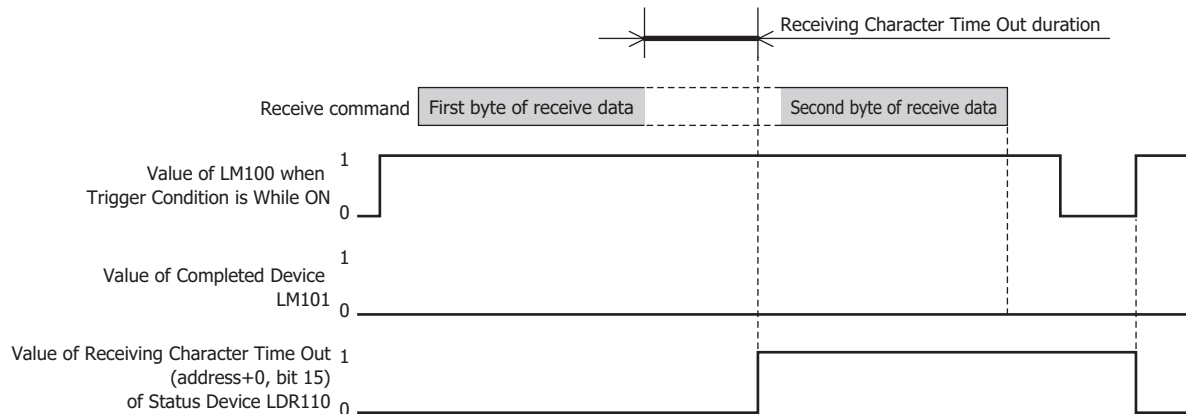 Receiving Character Time Out duration
Receive command
First byte of receive data
Second byte of receive data
Value of LM100 when
Trigger Condition is While ON
1
0
Value of Completed Device
LM101
1
0
Value of Receiving Character Time Out
(address+0, bit 15)
of Status Device LDR110
1
0